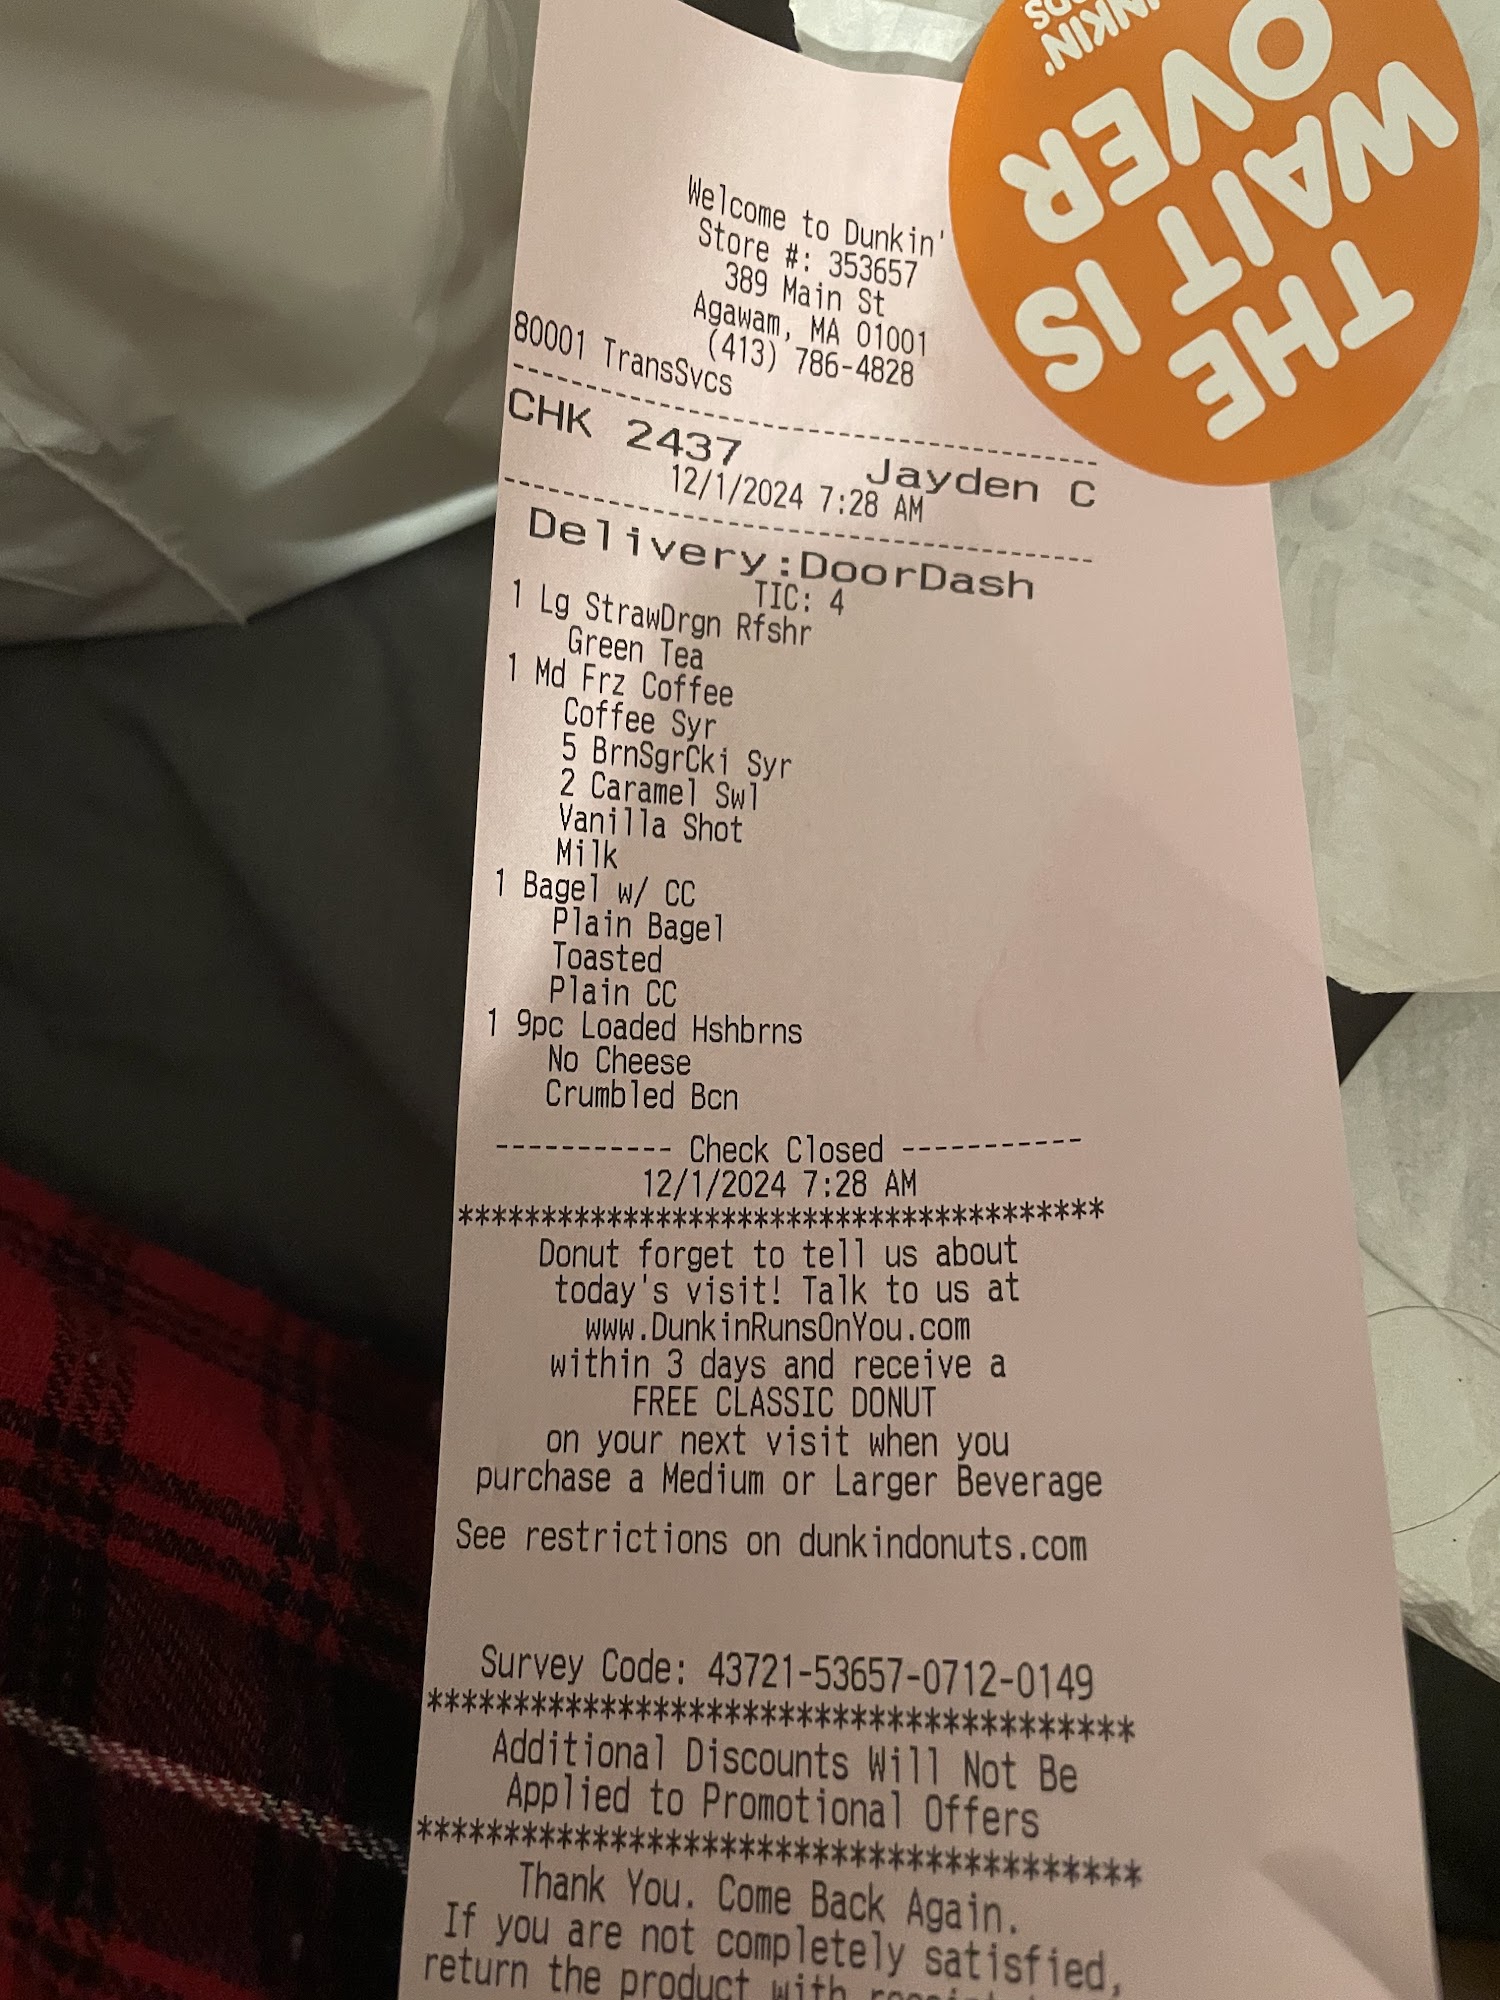 THE
WAIT IS
OVER
Welcome to Dunkin'
Store #: 353657
389 Main St
Agawam, MA 01001
(413) 786-4828
80001 TransSvcs
CHK 2437 Jayden C
12/1/2024 7:28 AM
Delivery:DoorDash
TIC: 4
1 Lg StrawDrgn Rfshr
Green Tea
1 Md Frz Coffee
Coffee Syr
5 BrnSgrCki Syr
2 Caramel Swl
Vanilla Shot
Milk
1 Bagel w/ CC
Plain Bagel
Toasted
Plain CC
1 9pc Loaded Hshbrns
No Cheese
Crumbled Bcn
----------- Check Closed -----------
12/1/2024 7:28 AM
***************************************
Donut forget to tell us about
today's visit! Talk to us at
www.DunkinRunsOnYou.com
within 3 days and receive a
FREE CLASSIC DONUT
on your next visit when you
purchase a Medium or Larger Beverage
See restrictions on dunkindonuts.com
Survey Code: 43721-53657-0712-0149
***************************************
Additional Discounts Will Not Be
Applied to Promotional Offers
***************************************
Thank You. Come Back Again.
If you are not completely satisfied,
return the product with